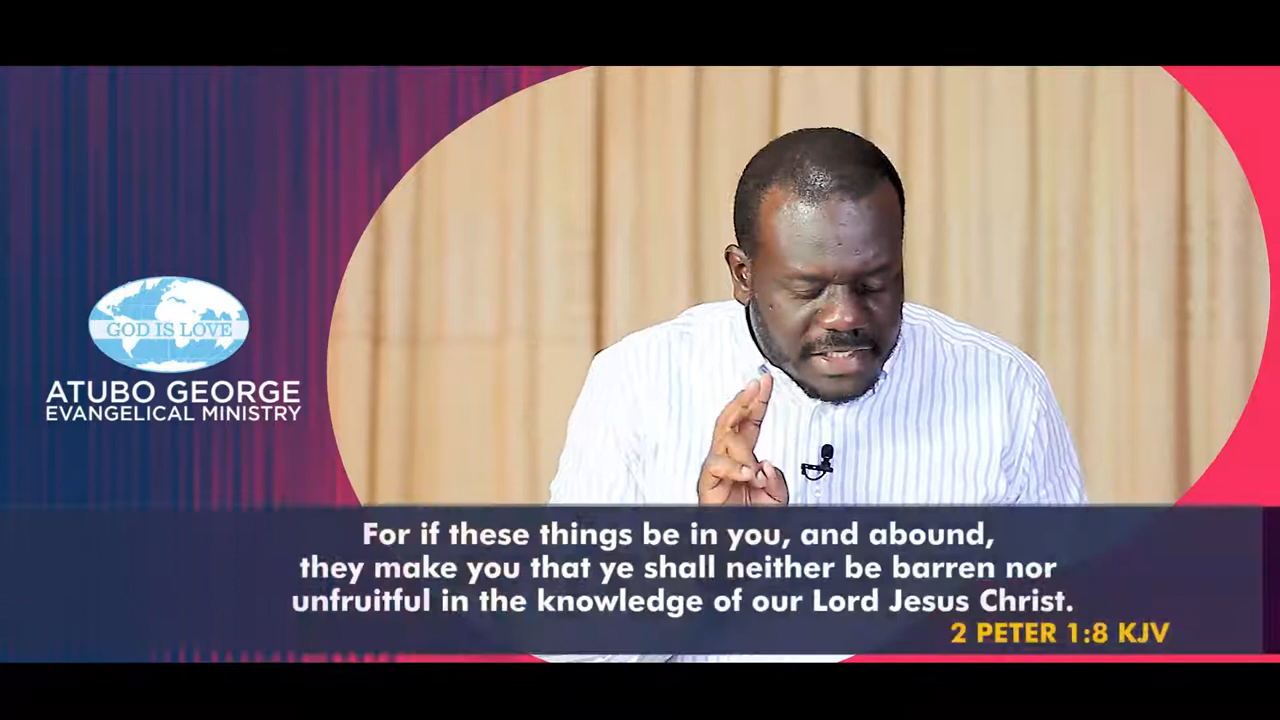 GOD IS LOVE
ATUBO GEORGE
EVANGELICAL MINISTRY
For if these things be in you, and abound,
they make you that ye shall neither be barren nor
unfruitful in the knowledge of our Lord Jesus Christ.
2 PETER 1:8 KJV